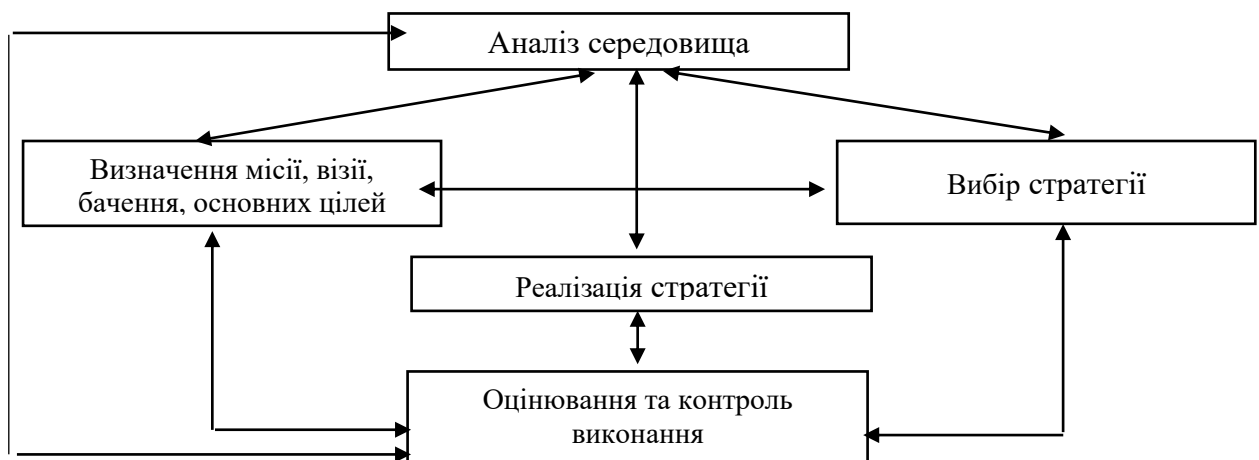 Аналіз середовища
Визначення місії, візії,
бачення, основних цілей
Вибір стратегії
Реалізація стратегії
Оцінювання та контроль
виконання